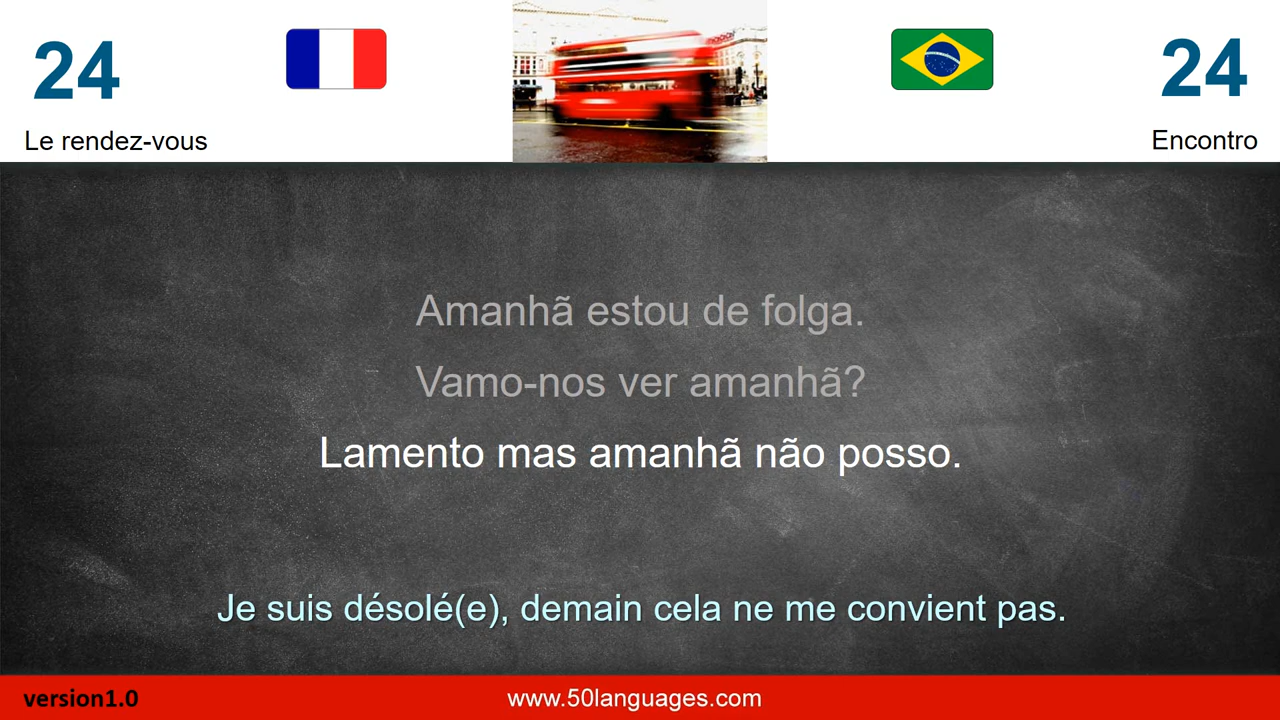 24
24
Le rendez-vous
Encontro
Amanhã estou de folga.
Vamo-nos ver amanhã?
Lamento mas amanhã não posso.
Je suis désolé(e), demain cela ne me convient pas.
version1.0
www.50languages.com